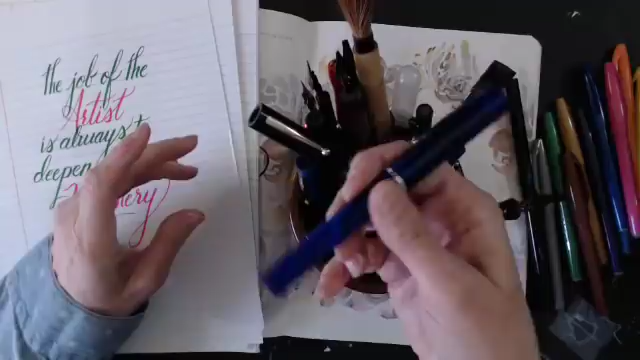 the job of the
Artist
is always t
deepen